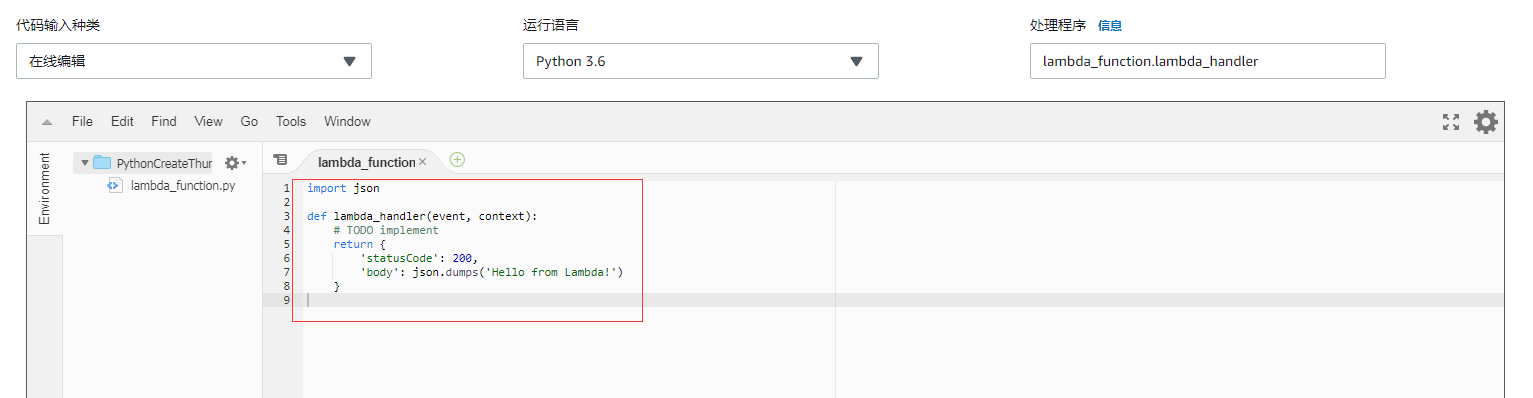 代码输入种类 运行语言 处理程序 信息
在线编辑 Python 3.6 lambda_function.lambda_handler
File Edit Find View Go Tools Window
Environment
PythonCreateThur
lambda_function.py
lambda_function
1 import json
2
3 def lambda_handler(event, context):
4     # TODO implement
5     return {
6         'statusCode': 200,
7         'body': json.dumps('Hello from Lambda!')
8     }
9